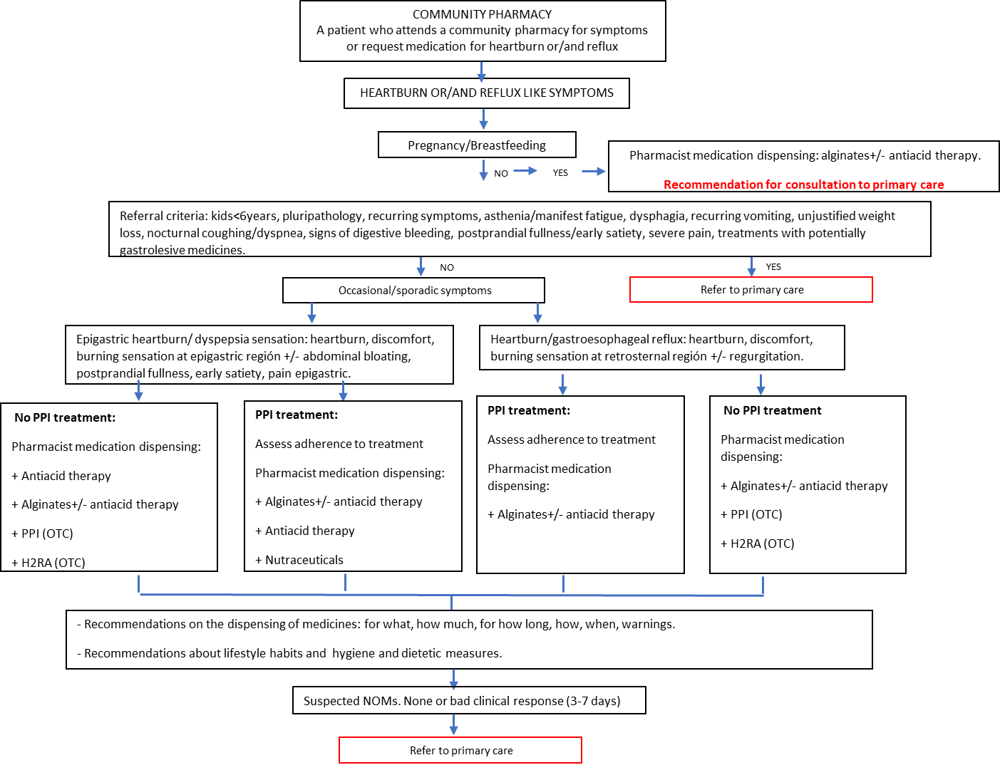 COMMUNITY PHARMACY
A patient who attends a community pharmacy for symptoms
or request medication for heartburn or/and reflux
HEARTBURN OR/AND REFLUX LIKE SYMPTOMS
Pregnancy/Breastfeeding
NO
YES
Pharmacist medication dispensing: alginates+/- antiacid therapy.
Recommendation for consultation to primary care
Referral criteria: kids<6years, pluripathology, recurring symptoms, asthenia/manifest fatigue, dysphagia, recurring vomiting, unjustified weight
loss, nocturnal coughing/dyspnea, signs of digestive bleeding, postprandial fullness/early satiety, severe pain, treatments with potentially
gastrolesive medicines.
NO
YES
Occasional/sporadic symptoms
Refer to primary care
Epigastric heartburn/ dyspepsia sensation: heartburn, discomfort,
burning sensation at epigastric región +/- abdominal bloating,
postprandial fullness, early satiety, pain epigastric.
Heartburn/gastroesophageal reflux: heartburn, discomfort,
burning sensation at retrosternal región +/- regurgitation.
No PPI treatment:
Pharmacist medication dispensing:
+ Antiacid therapy
+ Alginates+/- antiacid therapy
+ PPI (OTC)
+ H2RA (OTC)
PPI treatment:
Assess adherence to treatment
Pharmacist medication dispensing:
+ Alginates+/- antiacid therapy
+ Antiacid therapy
+ Nutraceuticals
PPI treatment:
Assess adherence to treatment
Pharmacist medication
dispensing:
+ Alginates+/- antiacid therapy
No PPI treatment
Pharmacist medication
dispensing:
+ Alginates+/- antiacid therapy
+ PPI (OTC)
+ H2RA (OTC)
- Recommendations on the dispensing of medicines: for what, how much, for how long, how, when, warnings.
- Recommendations about lifestyle habits and  hygiene and dietetic measures.
Suspected NOMs. None or bad clinical response (3-7 days)
Refer to primary care